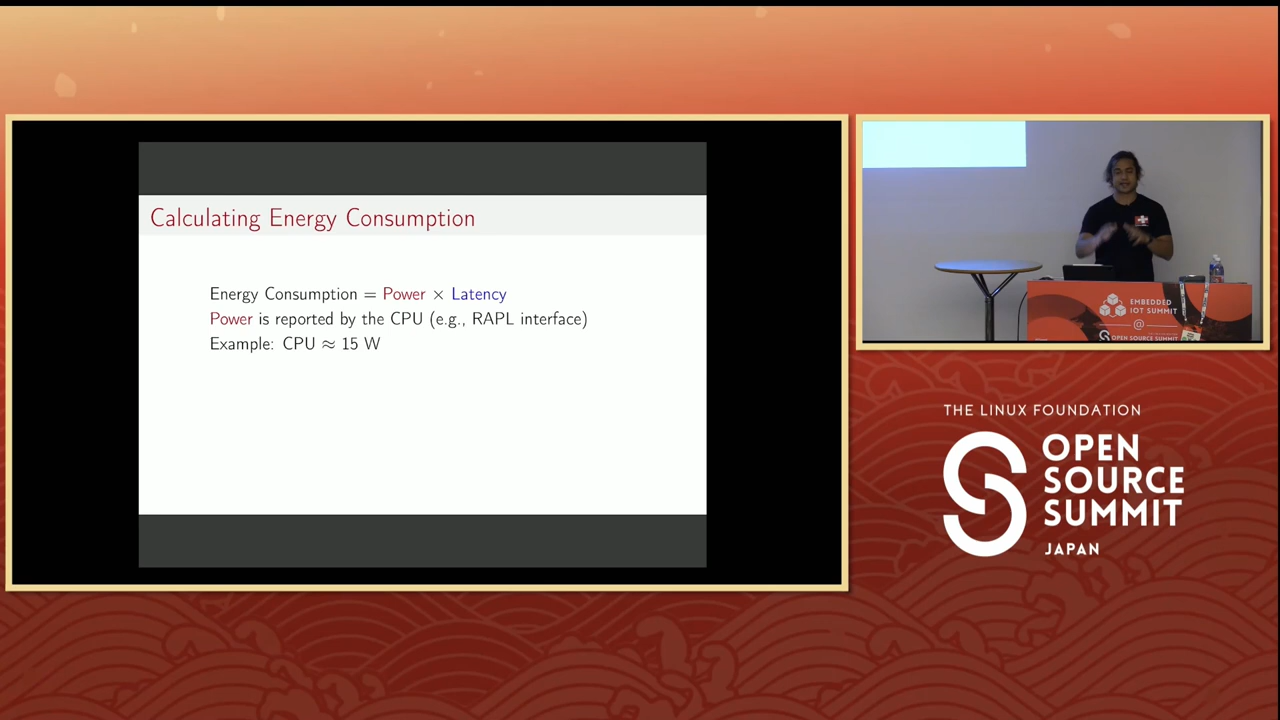 Calculating Energy Consumption
Energy Consumption = Power × Latency
Power is reported by the CPU (e.g., RAPL interface)
Example: CPU ≈ 15 W
EMBEDDED
IOT SUMMIT
@
OPEN SOURCE SUMMIT
THE LINUX FOUNDATION
OPEN
SOURCE
SUMMIT
JAPAN